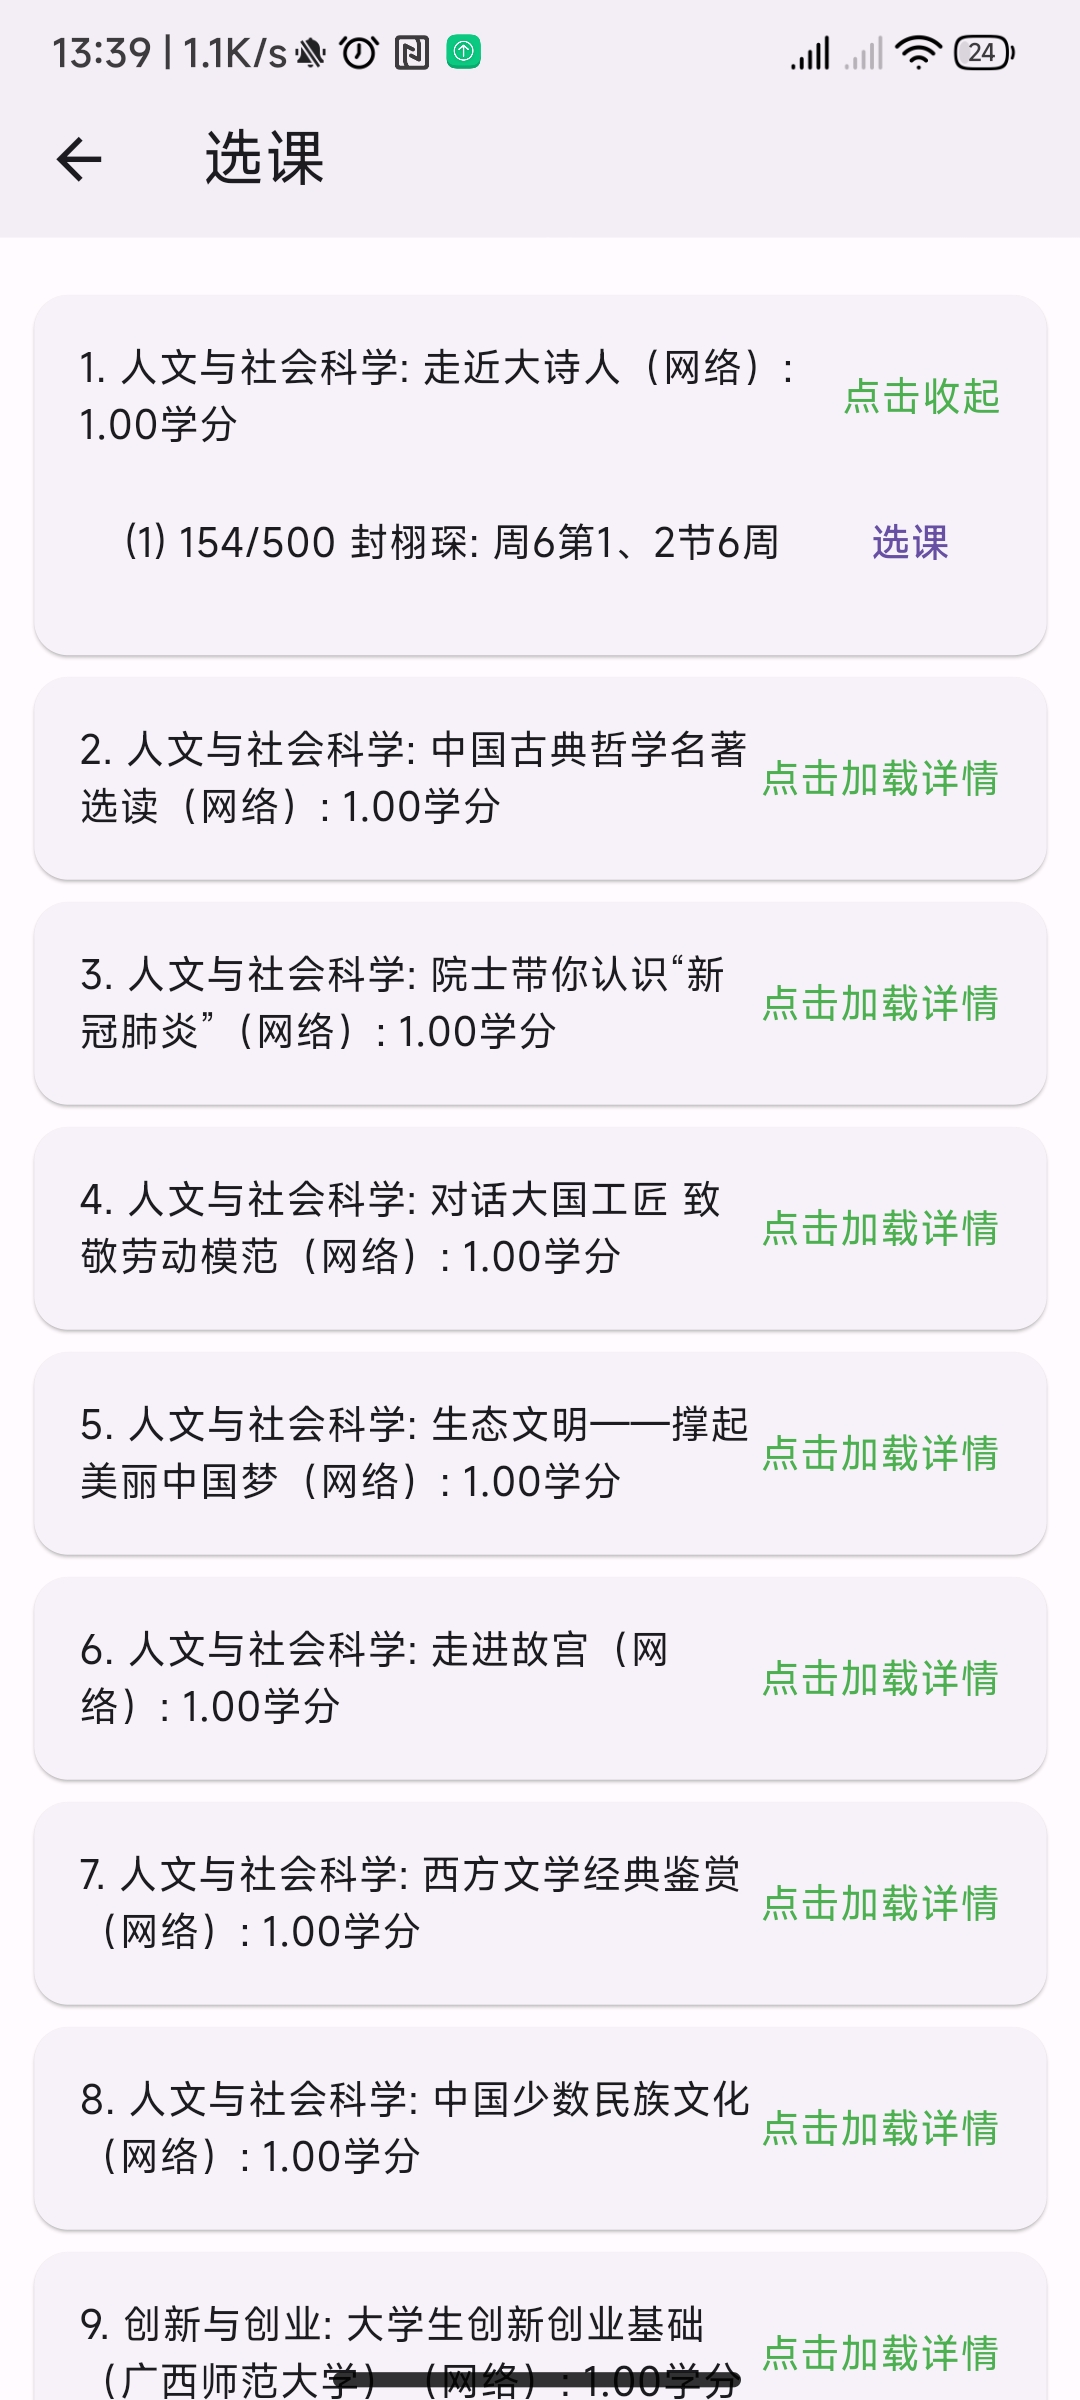 13:39 | 1.1K/s
24
选课
1. 人文与社会科学: 走近大诗人（网络）:
1.00学分
点击收起
(1) 154/500 封栩琛: 周6第1、2节6周
选课
2. 人文与社会科学: 中国古典哲学名著
选读（网络）: 1.00学分
点击加载详情
3. 人文与社会科学: 院士带你认识“新
冠肺炎”（网络）: 1.00学分
点击加载详情
4. 人文与社会科学: 对话大国工匠 致
敬劳动模范（网络）: 1.00学分
点击加载详情
5. 人文与社会科学: 生态文明——撑起
美丽中国梦（网络）: 1.00学分
点击加载详情
6. 人文与社会科学: 走进故宫（网
络）: 1.00学分
点击加载详情
7. 人文与社会科学: 西方文学经典鉴赏
（网络）: 1.00学分
点击加载详情
8. 人文与社会科学: 中国少数民族文化
（网络）: 1.00学分
点击加载详情
9. 创新与创业: 大学生创新创业基础
（广西师范大学）（网络）: 1.00学分
点击加载详情